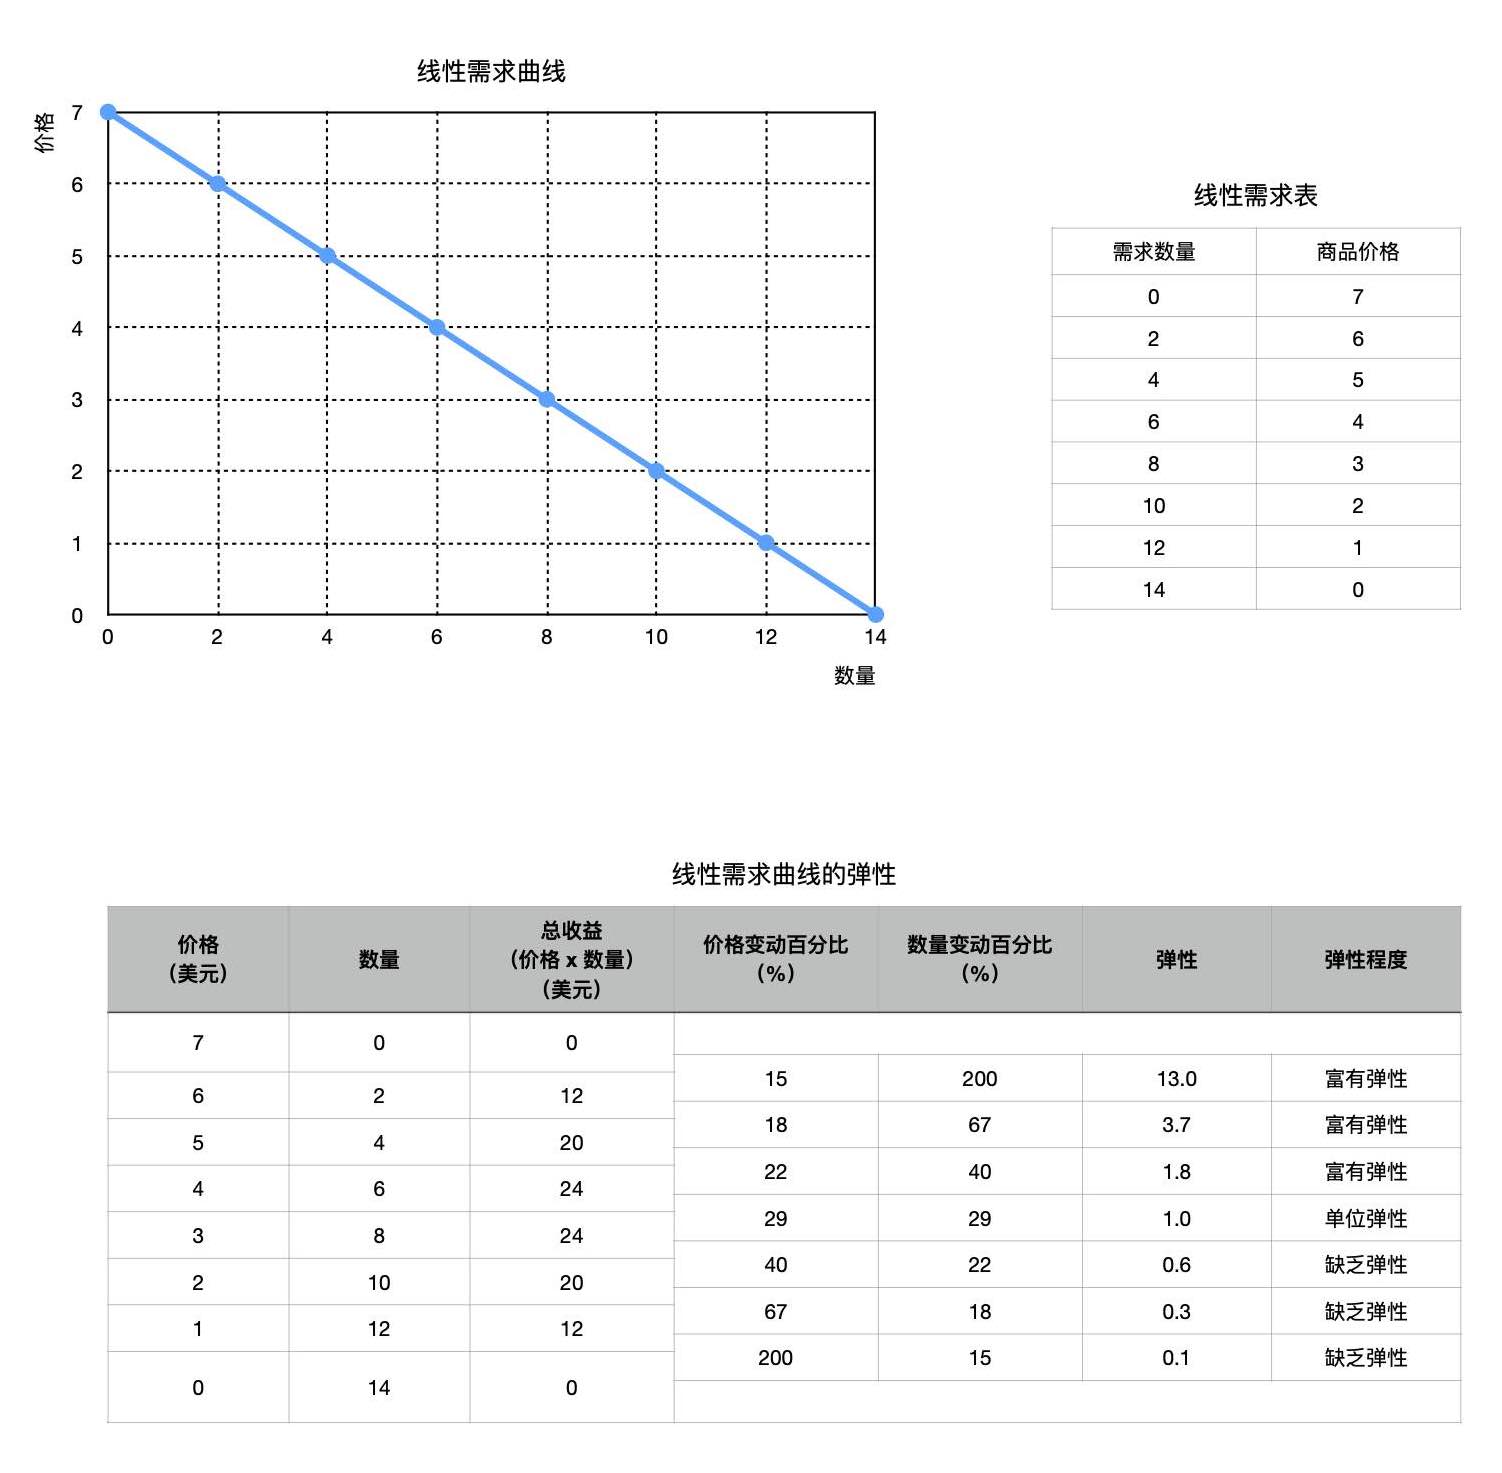 线性需求曲线
价格
7
6
5
4
3
2
1
0
0 2 4 6 8 10 12 14
数量
线性需求表
需求数量 商品价格
0 7
2 6
4 5
6 4
8 3
10 2
12 1
14 0
线性需求曲线的弹性
价格
（美元）
数量
总收益
（价格 x 数量）
（美元）
价格变动百分比
（%）
数量变动百分比
（%）
弹性
弹性程度
7 0 0
15 200 13.0 富有弹性
6 2 12
18 67 3.7 富有弹性
5 4 20
22 40 1.8 富有弹性
4 6 24
29 29 1.0 单位弹性
3 8 24
40 22 0.6 缺乏弹性
2 10 20
67 18 0.3 缺乏弹性
1 12 12
200 15 0.1 缺乏弹性
0 14 0